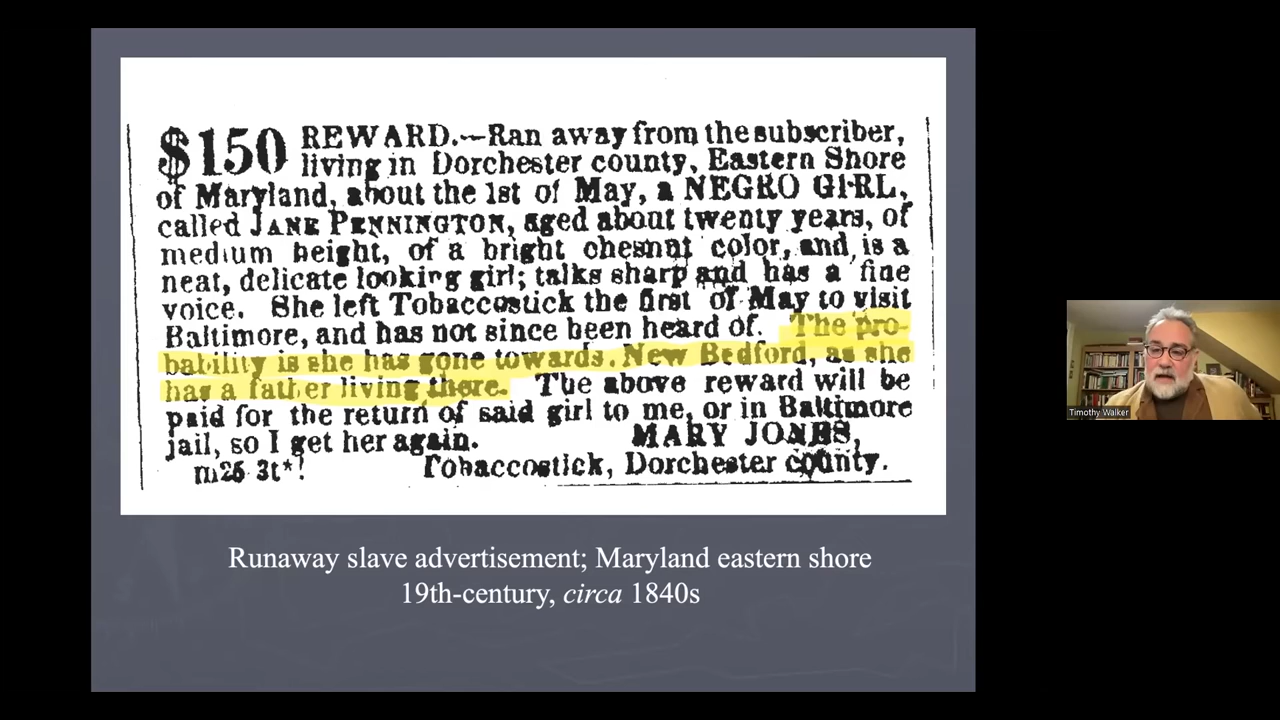 $150 REWARD.—Ran away from the subscriber,
living in Dorchester county, Eastern Shore
of Maryland, about the 1st of May, a NEGRO GIRL,
called JANE PENNINGTON, aged about twenty years, of
medium height, of a bright chesnut color, and is a
neat, delicate looking girl; talks sharp and has a fine
voice. She left Tobaccostick the first of May to visit
Baltimore, and has not since been heard of. The pro-
bability is she has gone towards New Bedford, as she
has a father living there. The above reward will be
paid for the return of said girl to me, or in Baltimore
jail, so I get her again. MARY JONES,
m25 3t*! Tobaccostick, Dorchester county.
Runaway slave advertisement; Maryland eastern shore
19th-century, circa 1840s
Timothy Walker